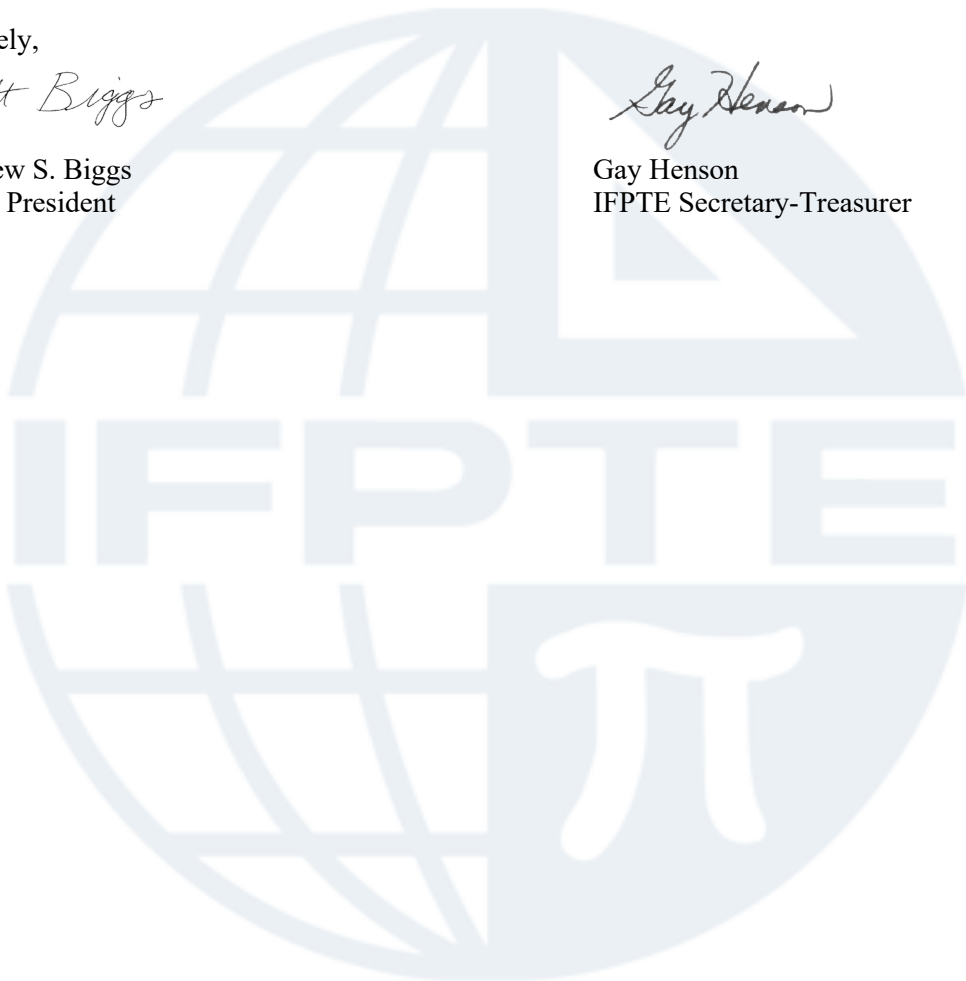 ely,
t Biggs
Gay Henson
ew S. Biggs
President
Gay Henson
IFPTE Secretary-Treasurer
IFPTE
π